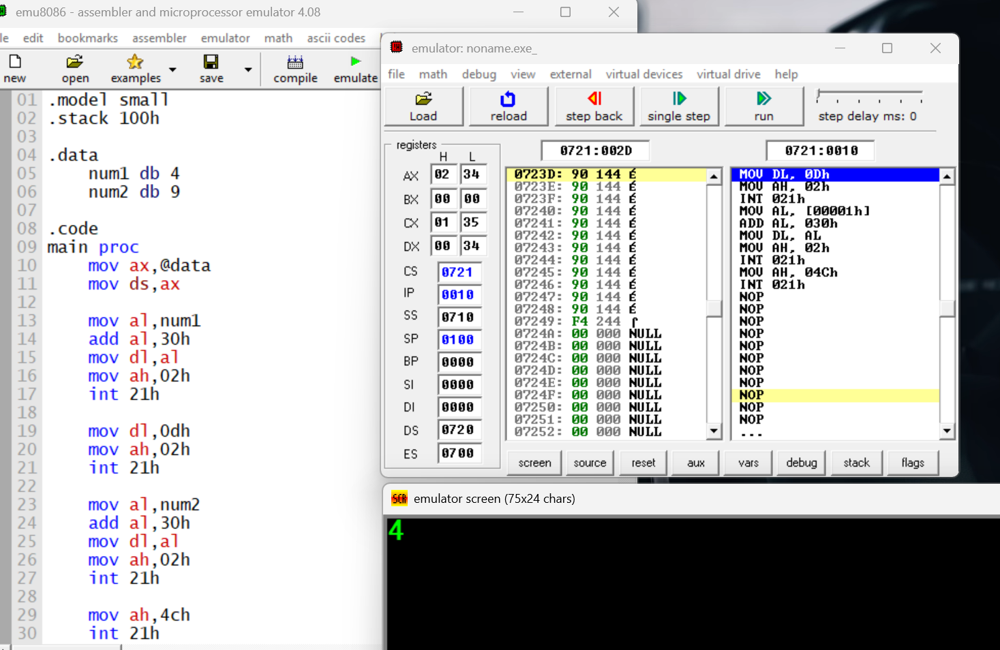 emu8086 - assembler and microprocessor emulator 4.08
le edit bookmarks assembler emulator math ascii codes
new open examples save compile emulate
01 .model small
02 .stack 100h
03
04 .data
05 num1 db 4
06 num2 db 9
07
08 .code
09 main proc
10 mov ax,@data
11 mov ds,ax
12
13 mov al,num1
14 add al,30h
15 mov dl,al
16 mov ah,02h
17 int 21h
18
19 mov dl,0dh
20 mov ah,02h
21 int 21h
22
23 mov al,num2
24 add al,30h
25 mov dl,al
26 mov ah,02h
27 int 21h
28
29 mov ah,4ch
30 int 21h
emulator: noname.exe_
file math debug view external virtual devices virtual drive help
Load reload step back single step run step delay ms: 0
registers
H L
AX 02 34
BX 00 00
CX 01 35
DX 00 34
CS 0721
IP 0010
SS 0710
SP 0100
BP 0000
SI 0000
DI 0000
DS 0720
ES 0700
0721:002D
0723D: 90 144 É
0723E: 90 144 É
0723F: 90 144 É
07240: 90 144 É
07241: 90 144 É
07242: 90 144 É
07243: 90 144 É
07244: 90 144 É
07245: 90 144 É
07246: 90 144 É
07247: 90 144 É
07248: 90 144 É
07249: F4 244 ⌠
0724A: 00 000 NULL
0724B: 00 000 NULL
0724C: 00 000 NULL
0724D: 00 000 NULL
0724E: 00 000 NULL
0724F: 00 000 NULL
07250: 00 000 NULL
07251: 00 000 NULL
07252: 00 000 NULL
0721:0010
MOV DL, 0Dh
MOV AH, 02h
INT 021h
MOV AL, [00001h]
ADD AL, 030h
MOV DL, AL
MOV AH, 02h
INT 021h
MOV AH, 04Ch
INT 021h
NOP
NOP
NOP
NOP
NOP
NOP
NOP
NOP
NOP
NOP
NOP
...
screen source reset aux vars debug stack flags
SCR emulator screen (75x24 chars)
4